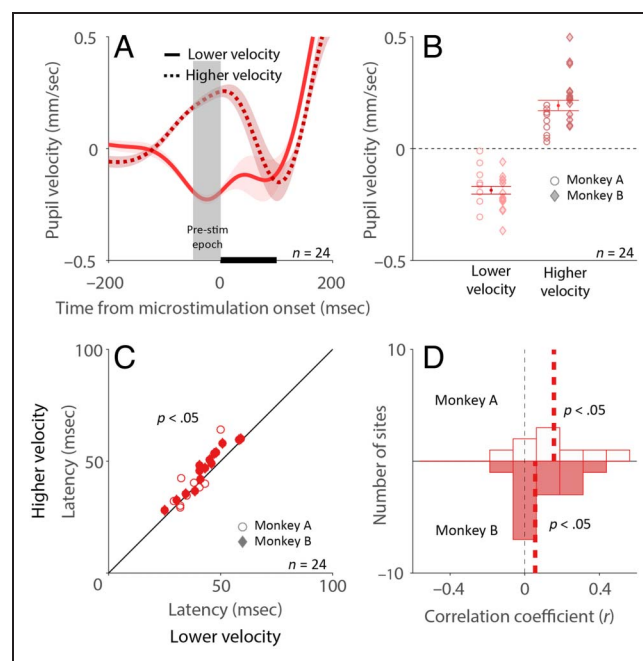 A
Lower velocity
Higher velocity
Pupil velocity (mm/sec)
0.5
0
−0.5
Pre-stim
epoch
n = 24
−200
0
200
Time from microstimulation onset (msec)
B
Pupil velocity (mm/sec)
0.5
0
−0.5
Monkey A
Monkey B
n = 24
Lower
velocity
Higher
velocity
C
Higher velocity
Latency (msec)
100
50
0
p < .05
Monkey A
Monkey B
n = 24
50
100
Latency (msec)
Lower velocity
D
Number of sites
10
0
−10
Monkey A
p < .05
Monkey B
p < .05
−0.4
0
0.4
Correlation coefficient (r)